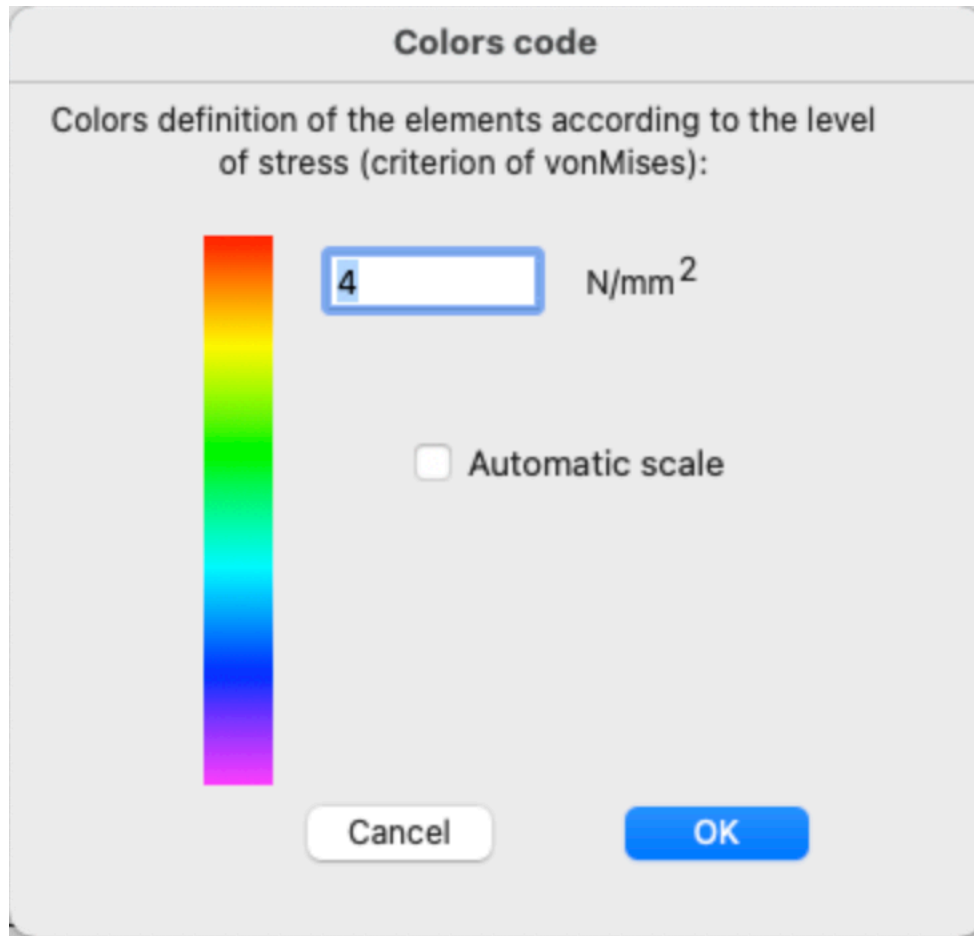 Colors code
Colors definition of the elements according to the level
of stress (criterion of vonMises):
4 N/mm2
Automatic scale
Cancel OK